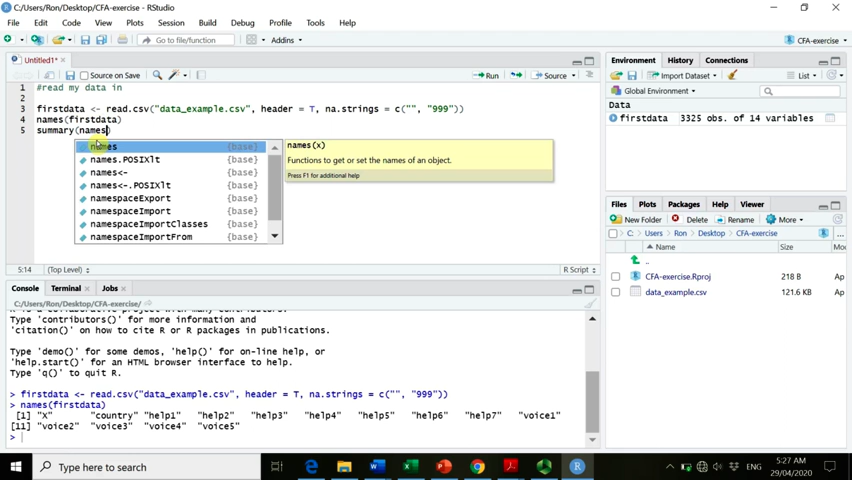 C:/Users/Ron/Desktop/CFA-exercise - RStudio
File Edit Code View Plots Session Build Debug Profile Tools Help
Go to file/function Addins CFA-exercise
Untitled1*
Source on Save Run Source
1 #read my data in
2
3 firstdata <- read.csv("data_example.csv", header = T, na.strings = c("", "999"))
4 names(firstdata)
5 summary(names)
names {base}
names.POSIXlt {base}
names<- {base}
names<-.POSIXlt {base}
namespaceExport {base}
namespaceImport {base}
namespaceImportClasses {base}
namespaceImportFrom {base}
names(x)
Functions to get or set the names of an object.
Press F1 for additional help
5:14 (Top Level) R Script
Console Terminal Jobs
C:/Users/Ron/Desktop/CFA-exercise/
Type 'contributors()' for more information and
'citation()' on how to cite R or R packages in publications.
Type 'demo()' for some demos, 'help()' for on-line help, or
'help.start()' for an HTML browser interface to help.
Type 'q()' to quit R.
> firstdata <- read.csv("data_example.csv", header = T, na.strings = c("", "999"))
> names(firstdata)
[1] "X" "country" "help1" "help2" "help3" "help4" "help5" "help6" "help7" "voice1"
[11] "voice2" "voice3" "voice4" "voice5"
>
Environment History Connections
Import Dataset List
Global Environment
Data
firstdata 3325 obs. of 14 variables
Files Plots Packages Help Viewer
New Folder Delete Rename More
C: Users Ron Desktop CFA-exercise ...
Name Size Mo
..
CFA-exercise.Rproj 218 B Ap
data_example.csv 121.6 KB Ap
Type here to search
ENG
5:27 AM
29/04/2020